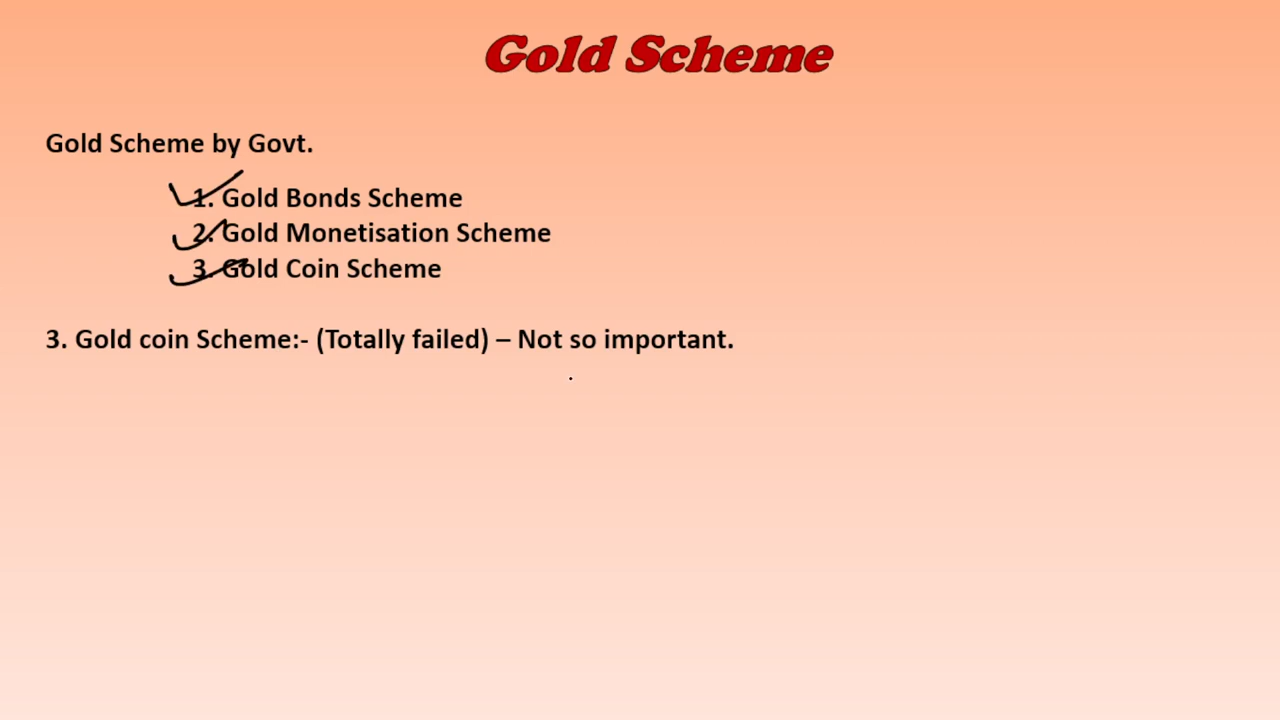 Gold Scheme
Gold Scheme by Govt.
1. Gold Bonds Scheme
2. Gold Monetisation Scheme
3. Gold Coin Scheme
3. Gold coin Scheme:- (Totally failed) – Not so important.